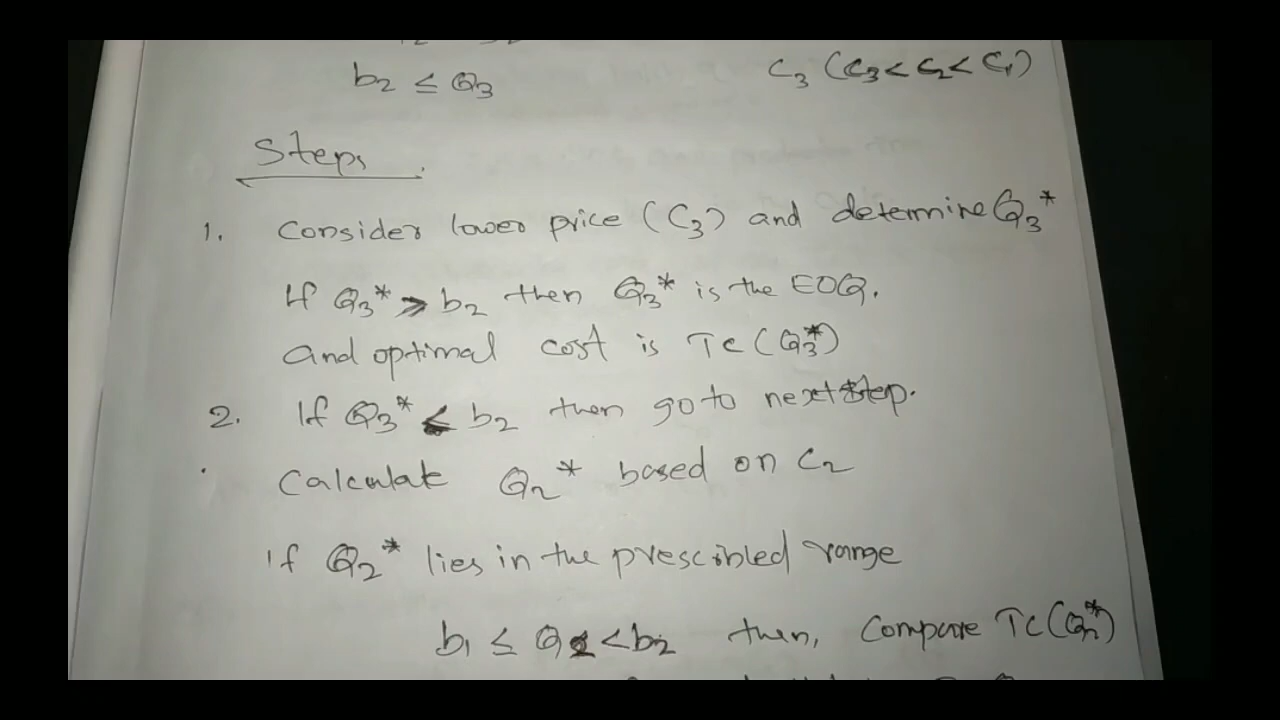 b2 ≤ Q3 C3 (C3 < C2 < C1)
Steps
1. Consider lower price (C3) and determine Q3*
If Q3* > b2 then Q3* is the EOQ.
and optimal cost is TC (Q3*)
2. If Q3* < b2 then go to next step.
Calculate Q2* based on C2
If Q2* lies in the prescibled range
b1 ≤ Q2 < b2 then, Compare TC (Q2*)